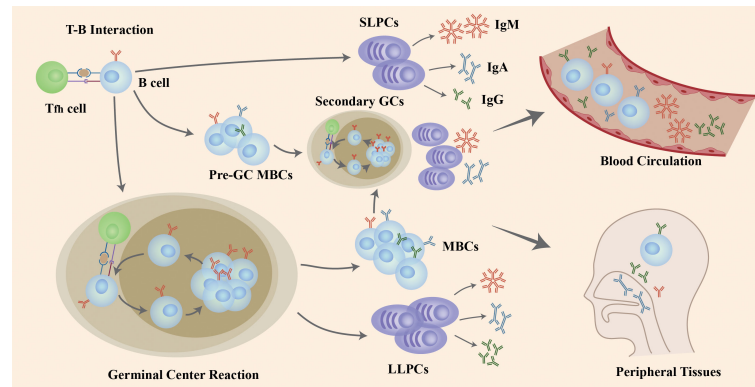 T-B Interaction
Tfh cell
B cell
SLPCs
IgM
IgA
IgG
Secondary GCs
Pre-GC MBCs
Blood Circulation
MBCs
LLPCs
Germinal Center Reaction
Peripheral Tissues